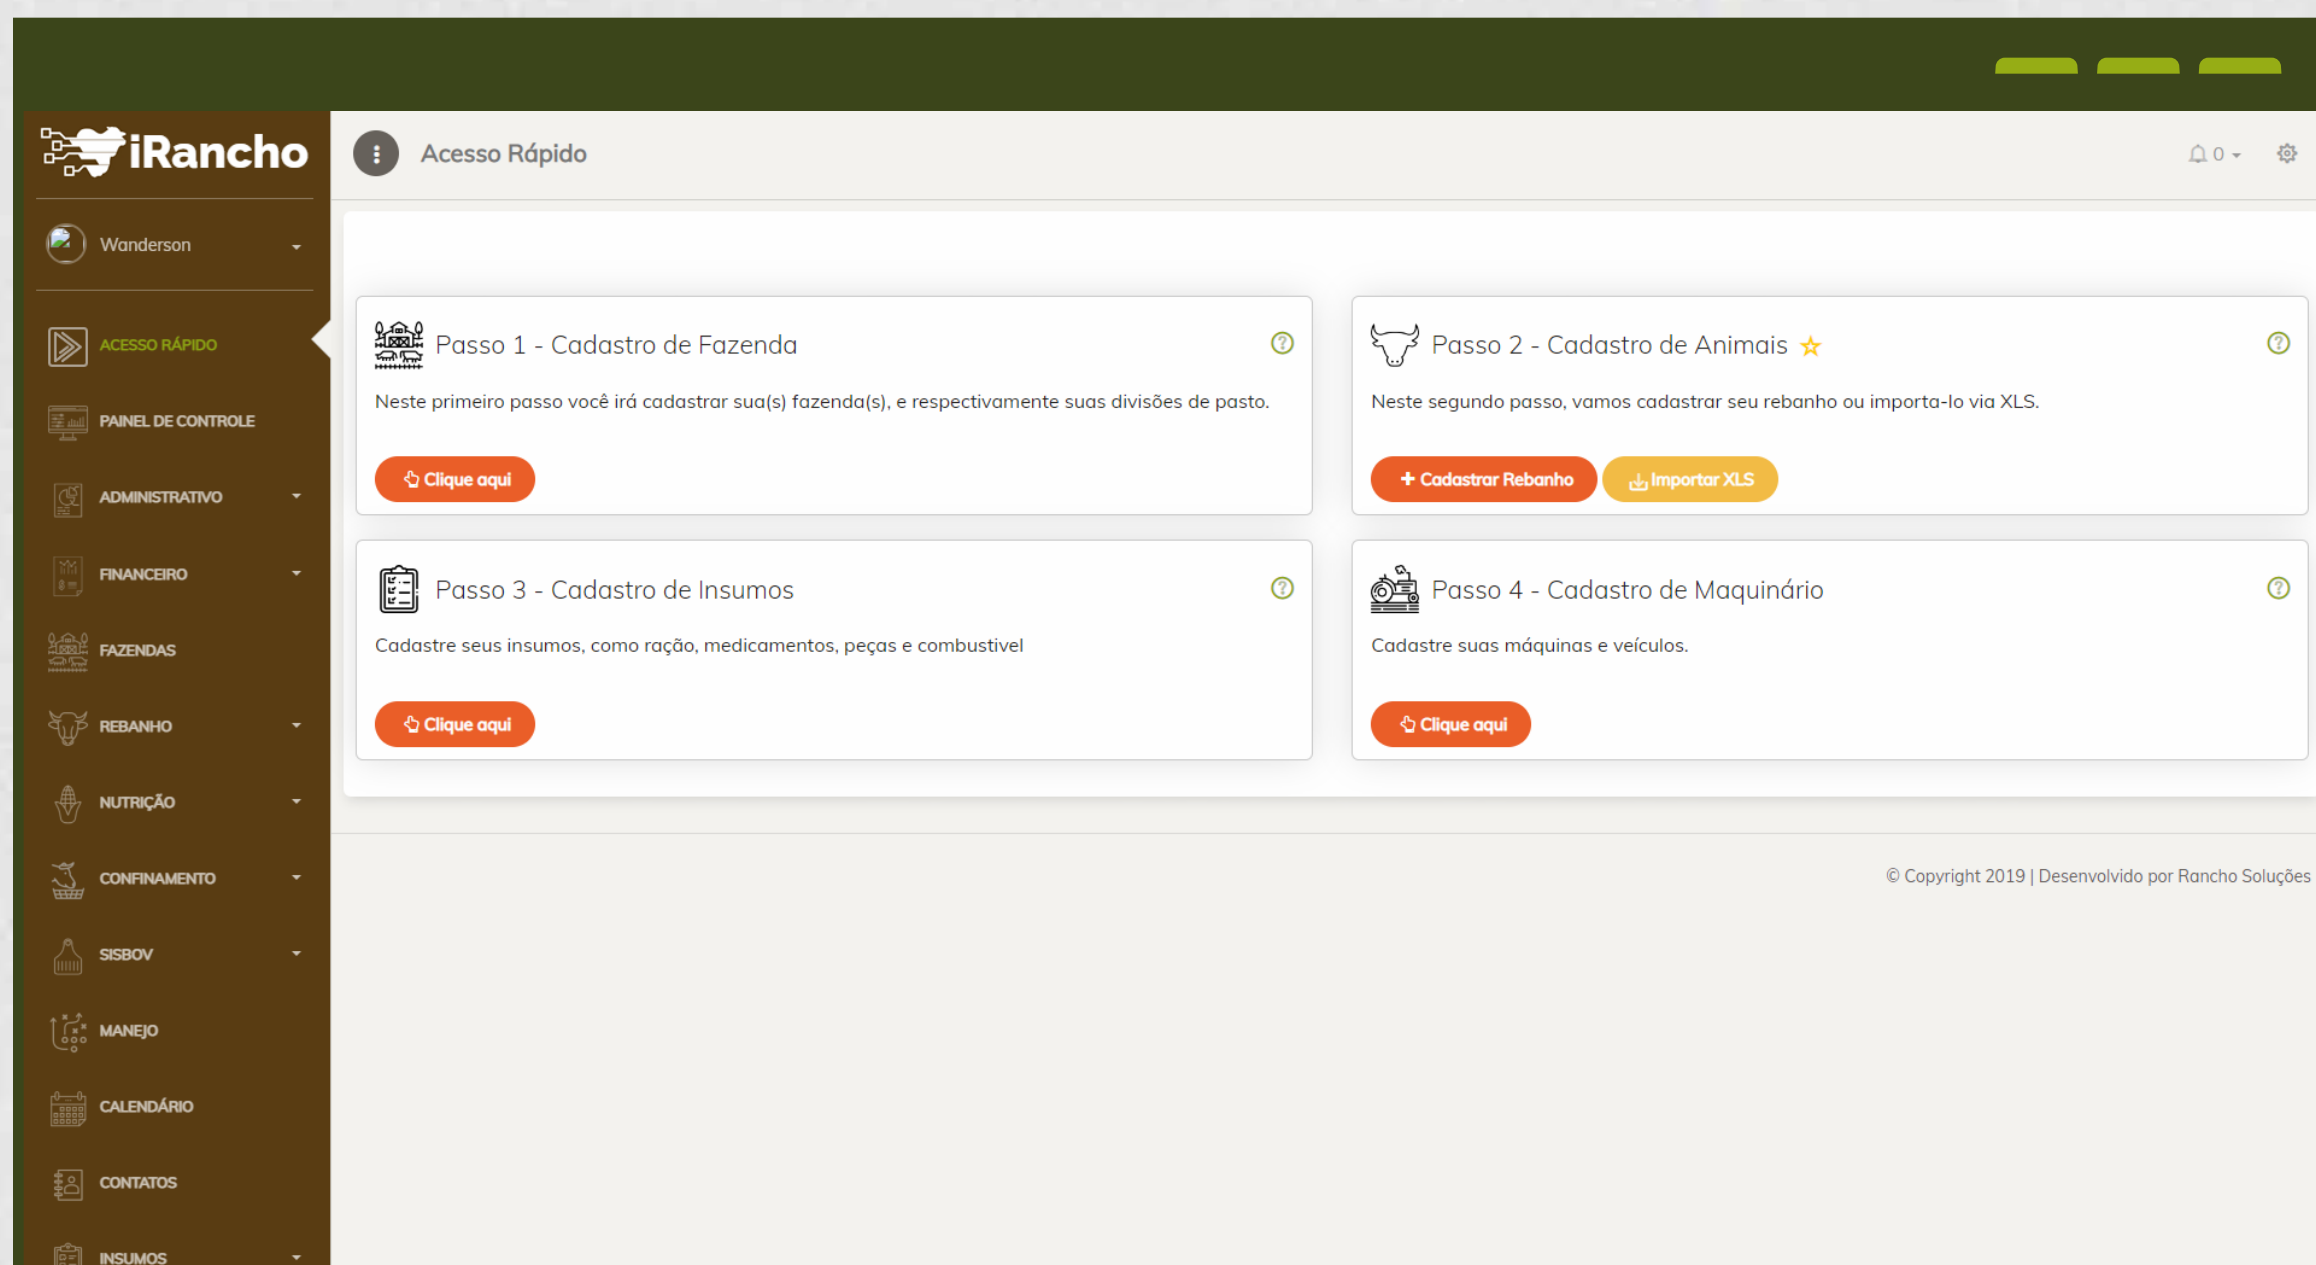 iRancho
Acesso Rápido
0
Wanderson
ACESSO RÁPIDO
PAINEL DE CONTROLE
ADMINISTRATIVO
FINANCEIRO
FAZENDAS
REBANHO
NUTRIÇÃO
CONFINAMENTO
SISBOV
MANEJO
CALENDÁRIO
CONTATOS
INSUMOS
Passo 1 - Cadastro de Fazenda
Neste primeiro passo você irá cadastrar sua(s) fazenda(s), e respectivamente suas divisões de pasto.
Clique aqui
Passo 2 - Cadastro de Animais
Neste segundo passo, vamos cadastrar seu rebanho ou importa-lo via XLS.
+ Cadastrar Rebanho
Importar XLS
Passo 3 - Cadastro de Insumos
Cadastre seus insumos, como ração, medicamentos, peças e combustivel
Clique aqui
Passo 4 - Cadastro de Maquinário
Cadastre suas máquinas e veículos.
Clique aqui
© Copyright 2019 | Desenvolvido por Rancho Soluções